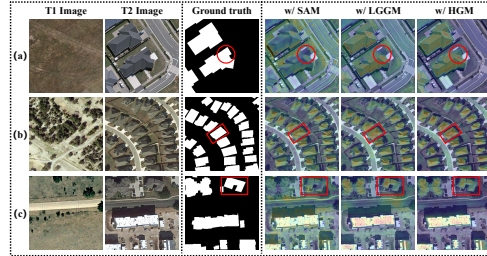 T1 Image T2 Image Ground truth w/ SAM w/ LGGM w/ HGM
(a)
(b)
(c)